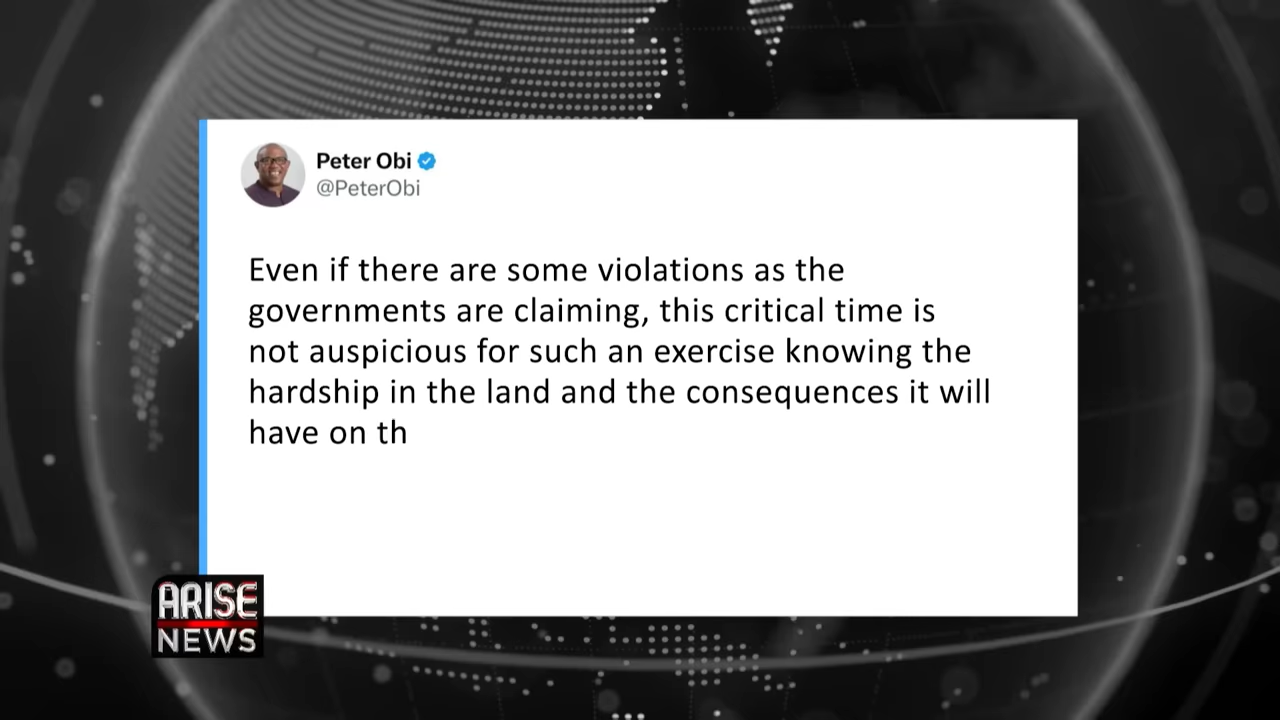 Peter Obi
@PeterObi
Even if there are some violations as the
governments are claiming, this critical time is
not auspicious for such an exercise knowing the
hardship in the land and the consequences it will
have on th
ARISE
NEWS